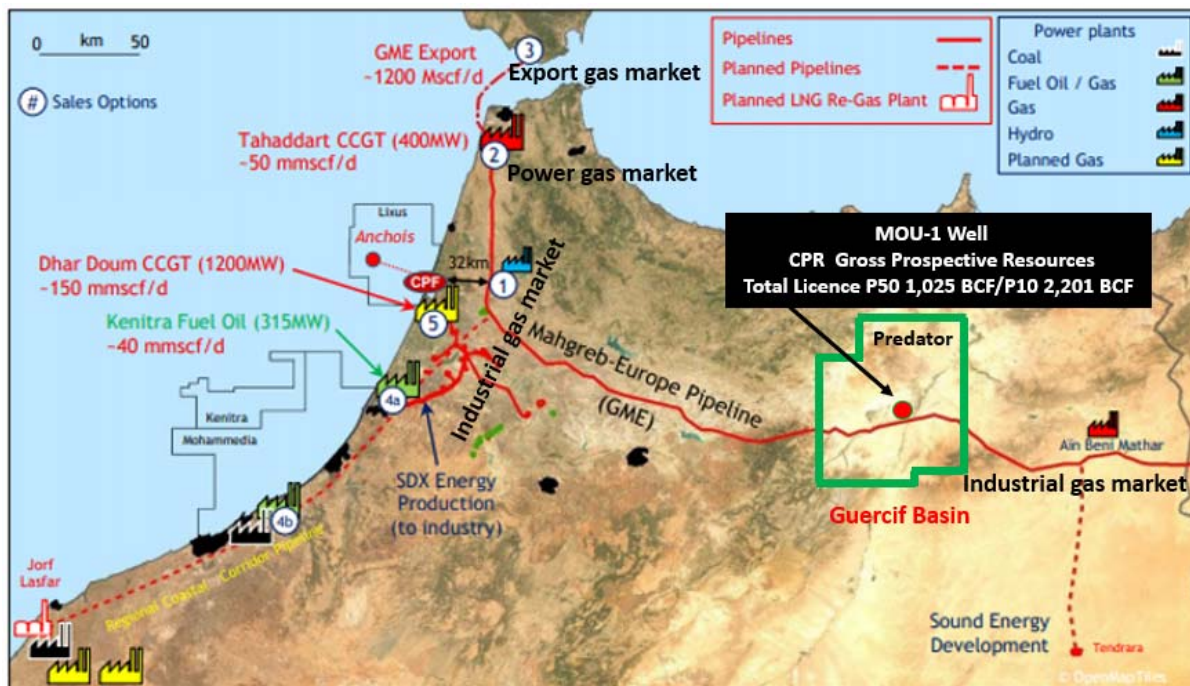 0 km 50
# Sales Options
GME Export
~1200 Mscf/d
3
Export gas market
Pipelines
Planned Pipelines
Planned LNG Re-Gas Plant
Power plants
Coal
Fuel Oil / Gas
Gas
Hydro
Planned Gas
Tahaddart CCGT (400MW)
~50 mmscf/d
2
Power gas market
Lixus
Anchois
CPF
32km
1
Dhar Doum CCGT (1200MW)
~150 mmscf/d
5
Kenitra Fuel Oil (315MW)
~40 mmscf/d
4a
Industrial gas market
Mahgreb-Europe Pipeline
(GME)
MOU-1 Well
CPR Gross Prospective Resources
Total Licence P50 1,025 BCF/P10 2,201 BCF
Predator
Ain Beni Mathar
Industrial gas market
Guercif Basin
Kenitra
Mohammedia
SDX Energy
Production
(to industry)
4b
Regional Coastal Corridor Pipeline
Jorf
Lasfar
Sound Energy
Development
Tendrara
© OpenMapTiles